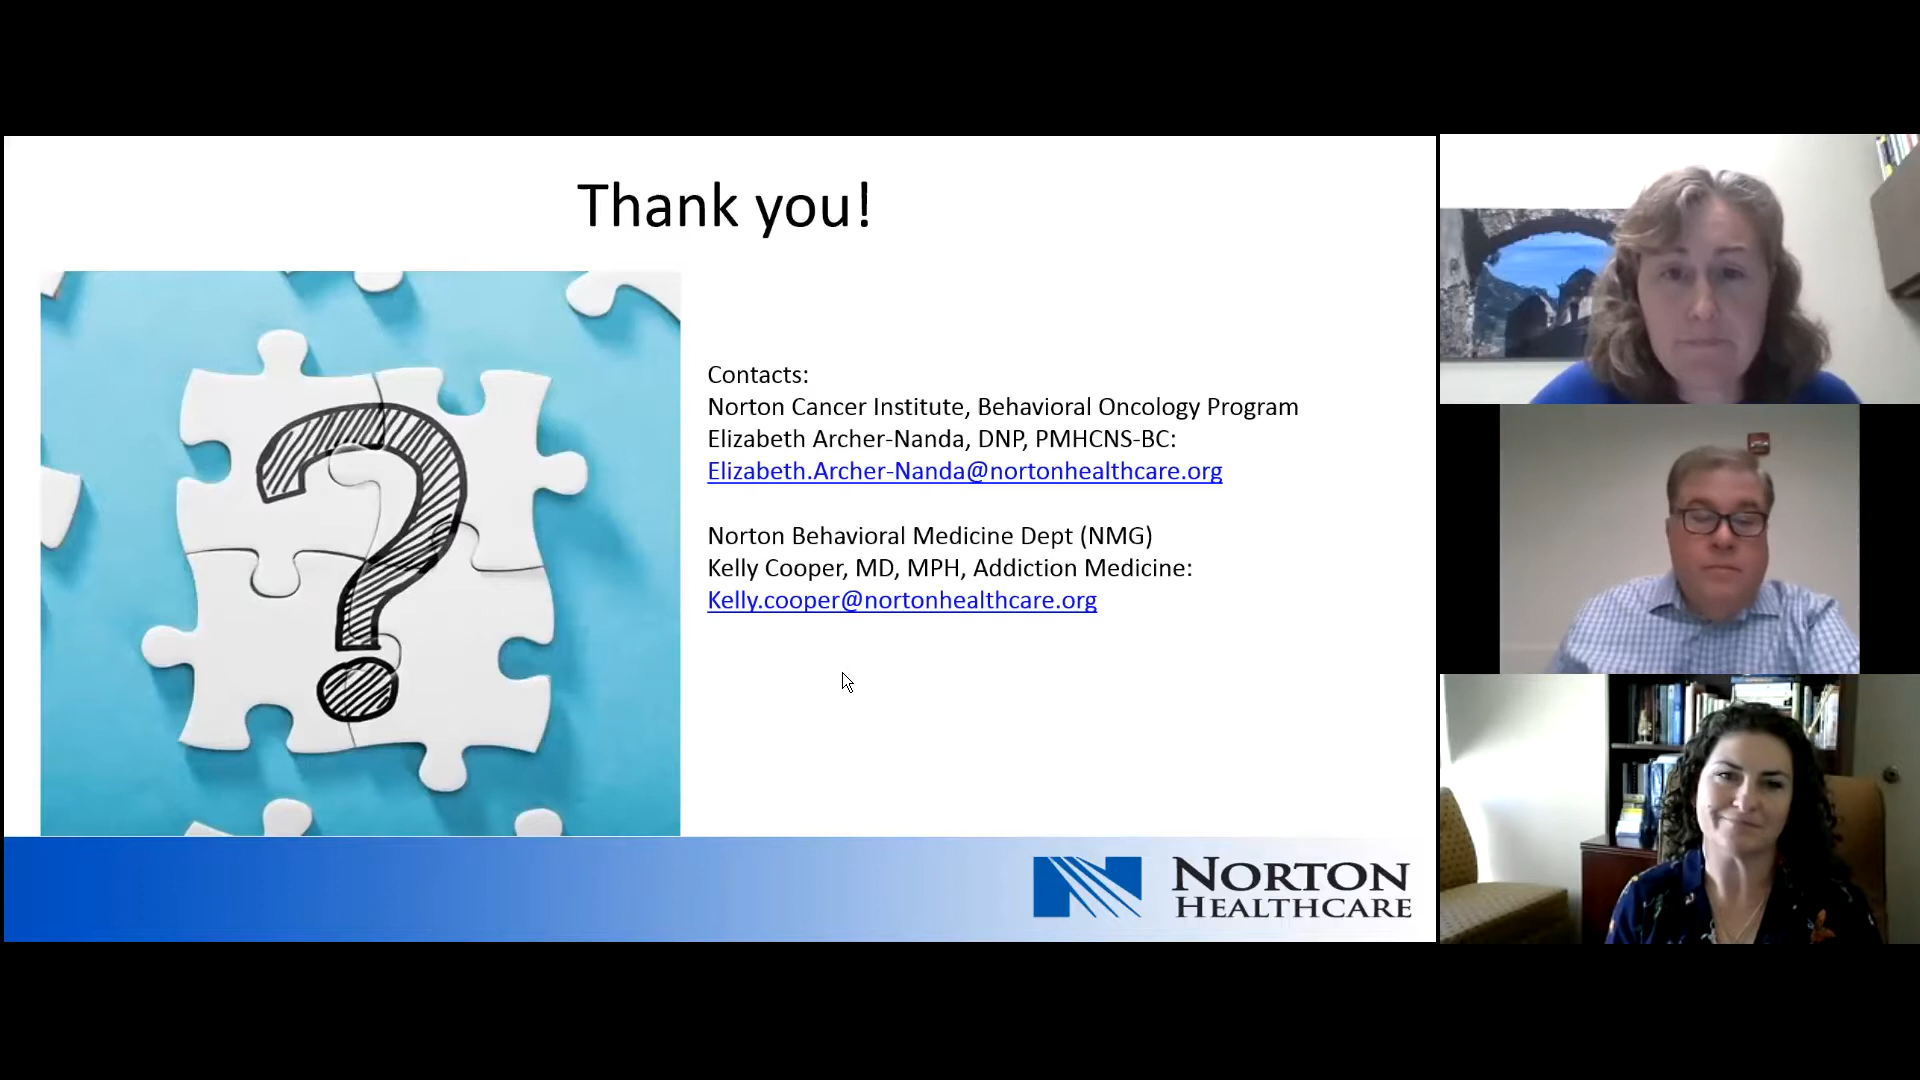 Thank you!
Contacts:
Norton Cancer Institute, Behavioral Oncology Program
Elizabeth Archer-Nanda, DNP, PMHCNS-BC:
Elizabeth.Archer-Nanda@nortonhealthcare.org
Norton Behavioral Medicine Dept (NMG)
Kelly Cooper, MD, MPH, Addiction Medicine:
Kelly.cooper@nortonhealthcare.org
?
NORTON
HEALTHCARE